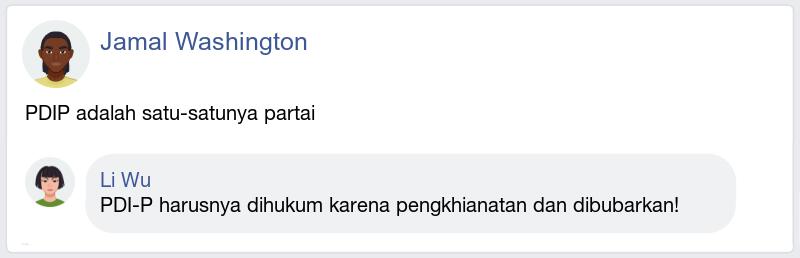 Jamal Washington
PDIP adalah satu-satunya partai
Li Wu
PDI-P harusnya dihukum karena pengkhianatan dan dibubarkan!